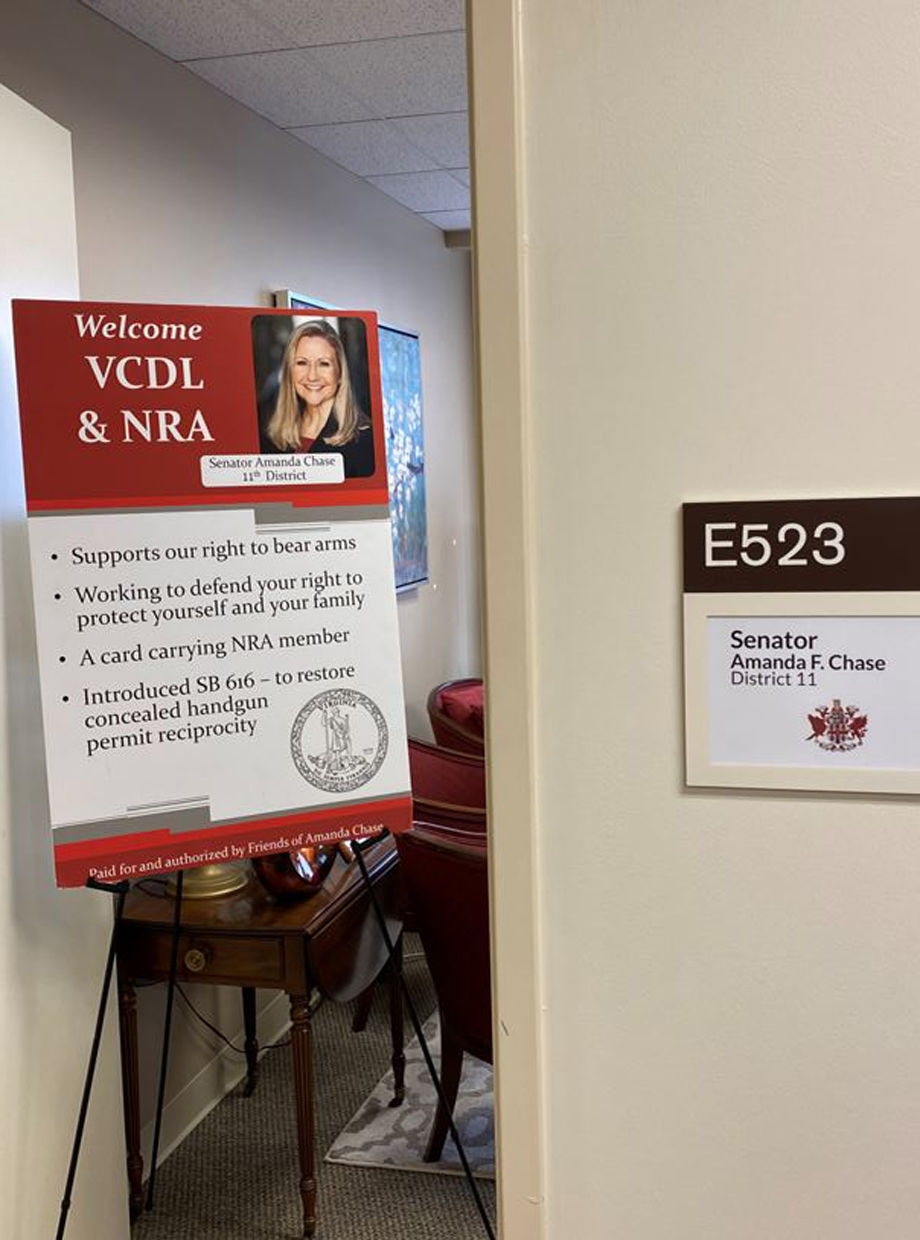 Welcome
VCDL
& NRA
Senator Amanda Chase
11th District
• Supports our right to bear arms
• Working to defend your right to
protect yourself and your family
• A card carrying NRA member
• Introduced SB 616 – to restore
concealed handgun
permit reciprocity
VIRGINIA
Paid for and authorized by Friends of Amanda Chase
E523
Senator
Amanda F. Chase
District 11